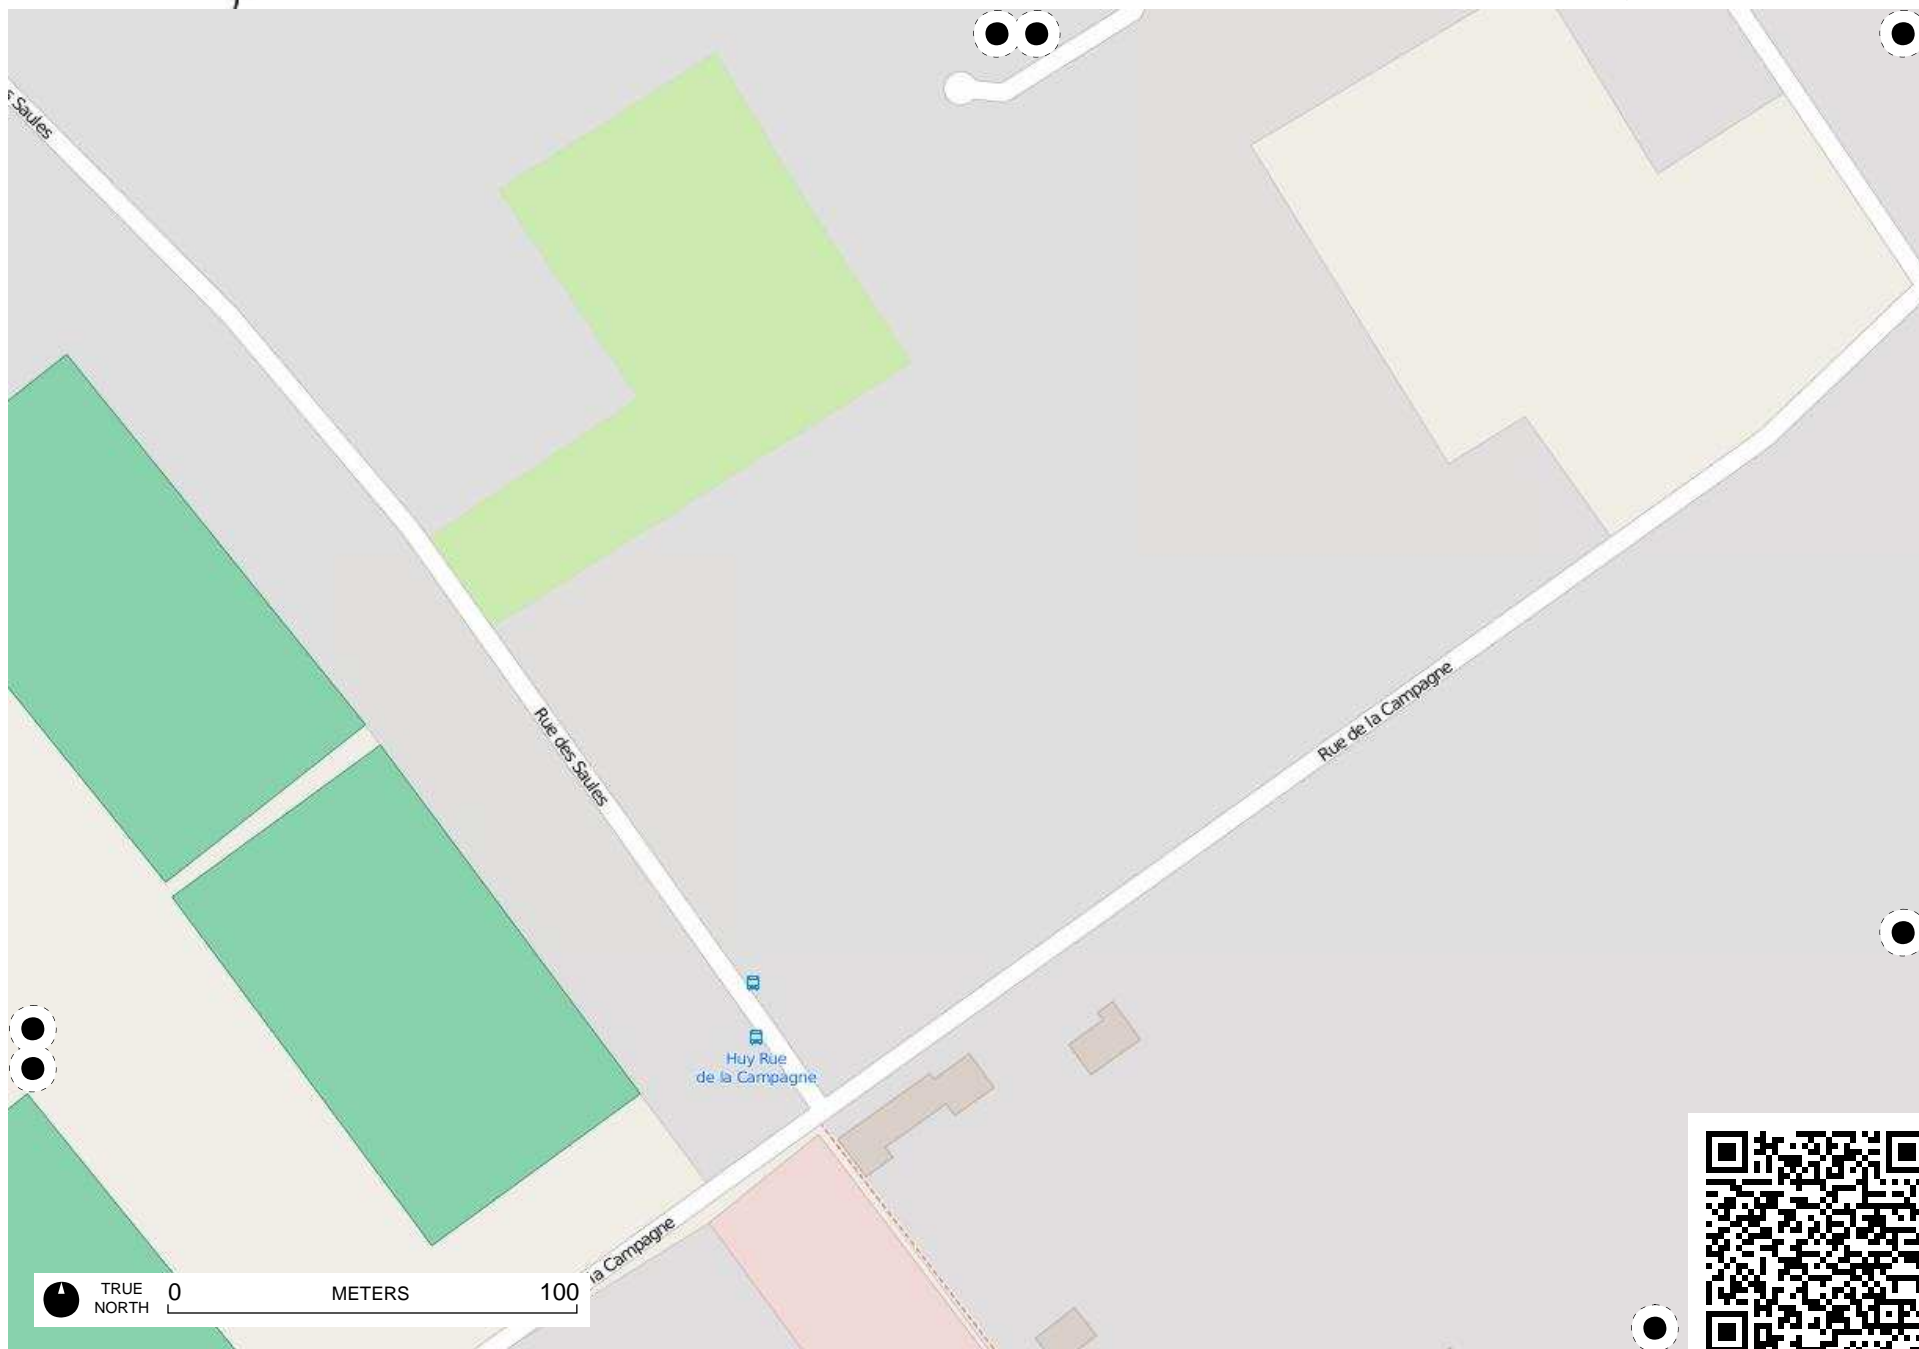 s Saules
Rue des Saules
Rue de la Campagne
Huy Rue
de la Campagne
la Campagne
TRUE
NORTH
0 METERS 100